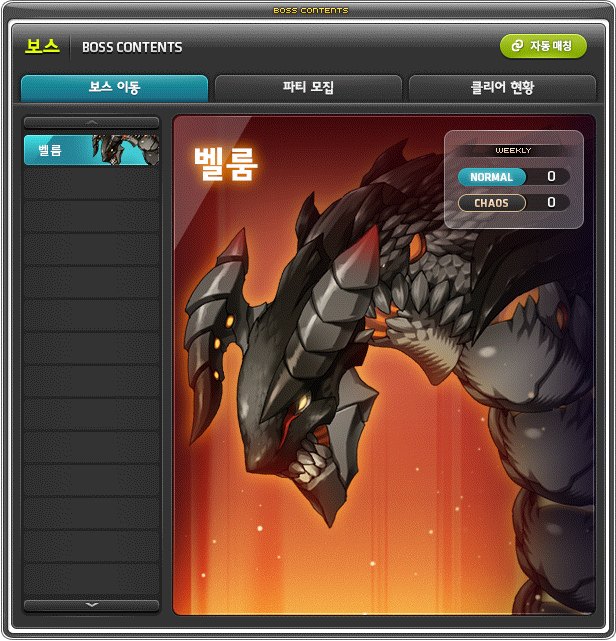 BOSS CONTENTS
보스
BOSS CONTENTS
자동 매칭
보스 이동
파티 모집
클리어 현황
벨룸
벨룸
WEEKLY
NORMAL 0
CHAOS 0